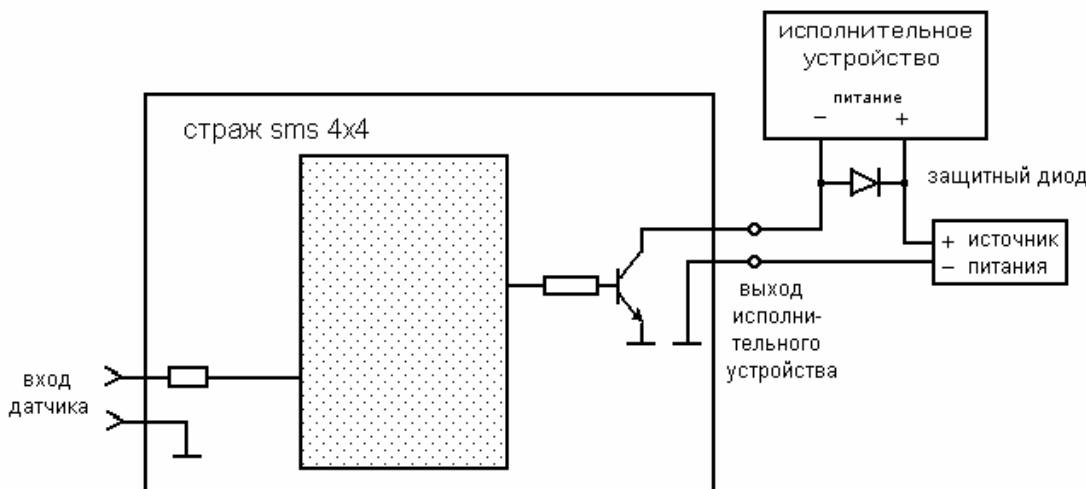 исполнительное
устройство
питание
− +
страж sms 4x4
защитный диод
+ источник
− питания
выход
исполни-
тельного
устройства
вход
датчика